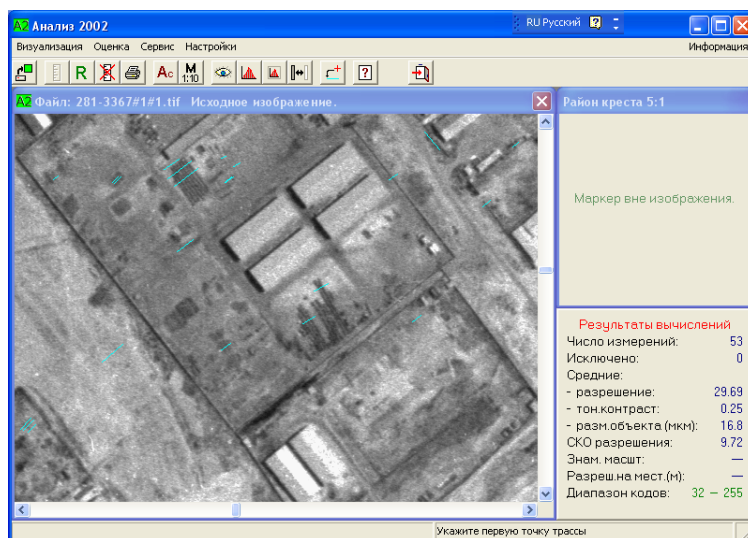 A2 Анализ 2002
RU Русский
Визуализация Оценка Сервис Настройки
Информация
R
Ac
М
1:10
A2 Файл: 281-3367#1#1.tif Исходное изображение.
Район креста 5:1
Маркер вне изображения.
Результаты вычислений
Число измерений: 53
Исключено: 0
Средние:
- разрешение: 29.69
- тон.контраст: 0.25
- разм.объекта (мкм): 16.8
СКО разрешения: 9.72
Знам. масшт: —
Разреш.на мест.(м): —
Диапазон кодов: 32 — 255
Укажите первую точку трассы